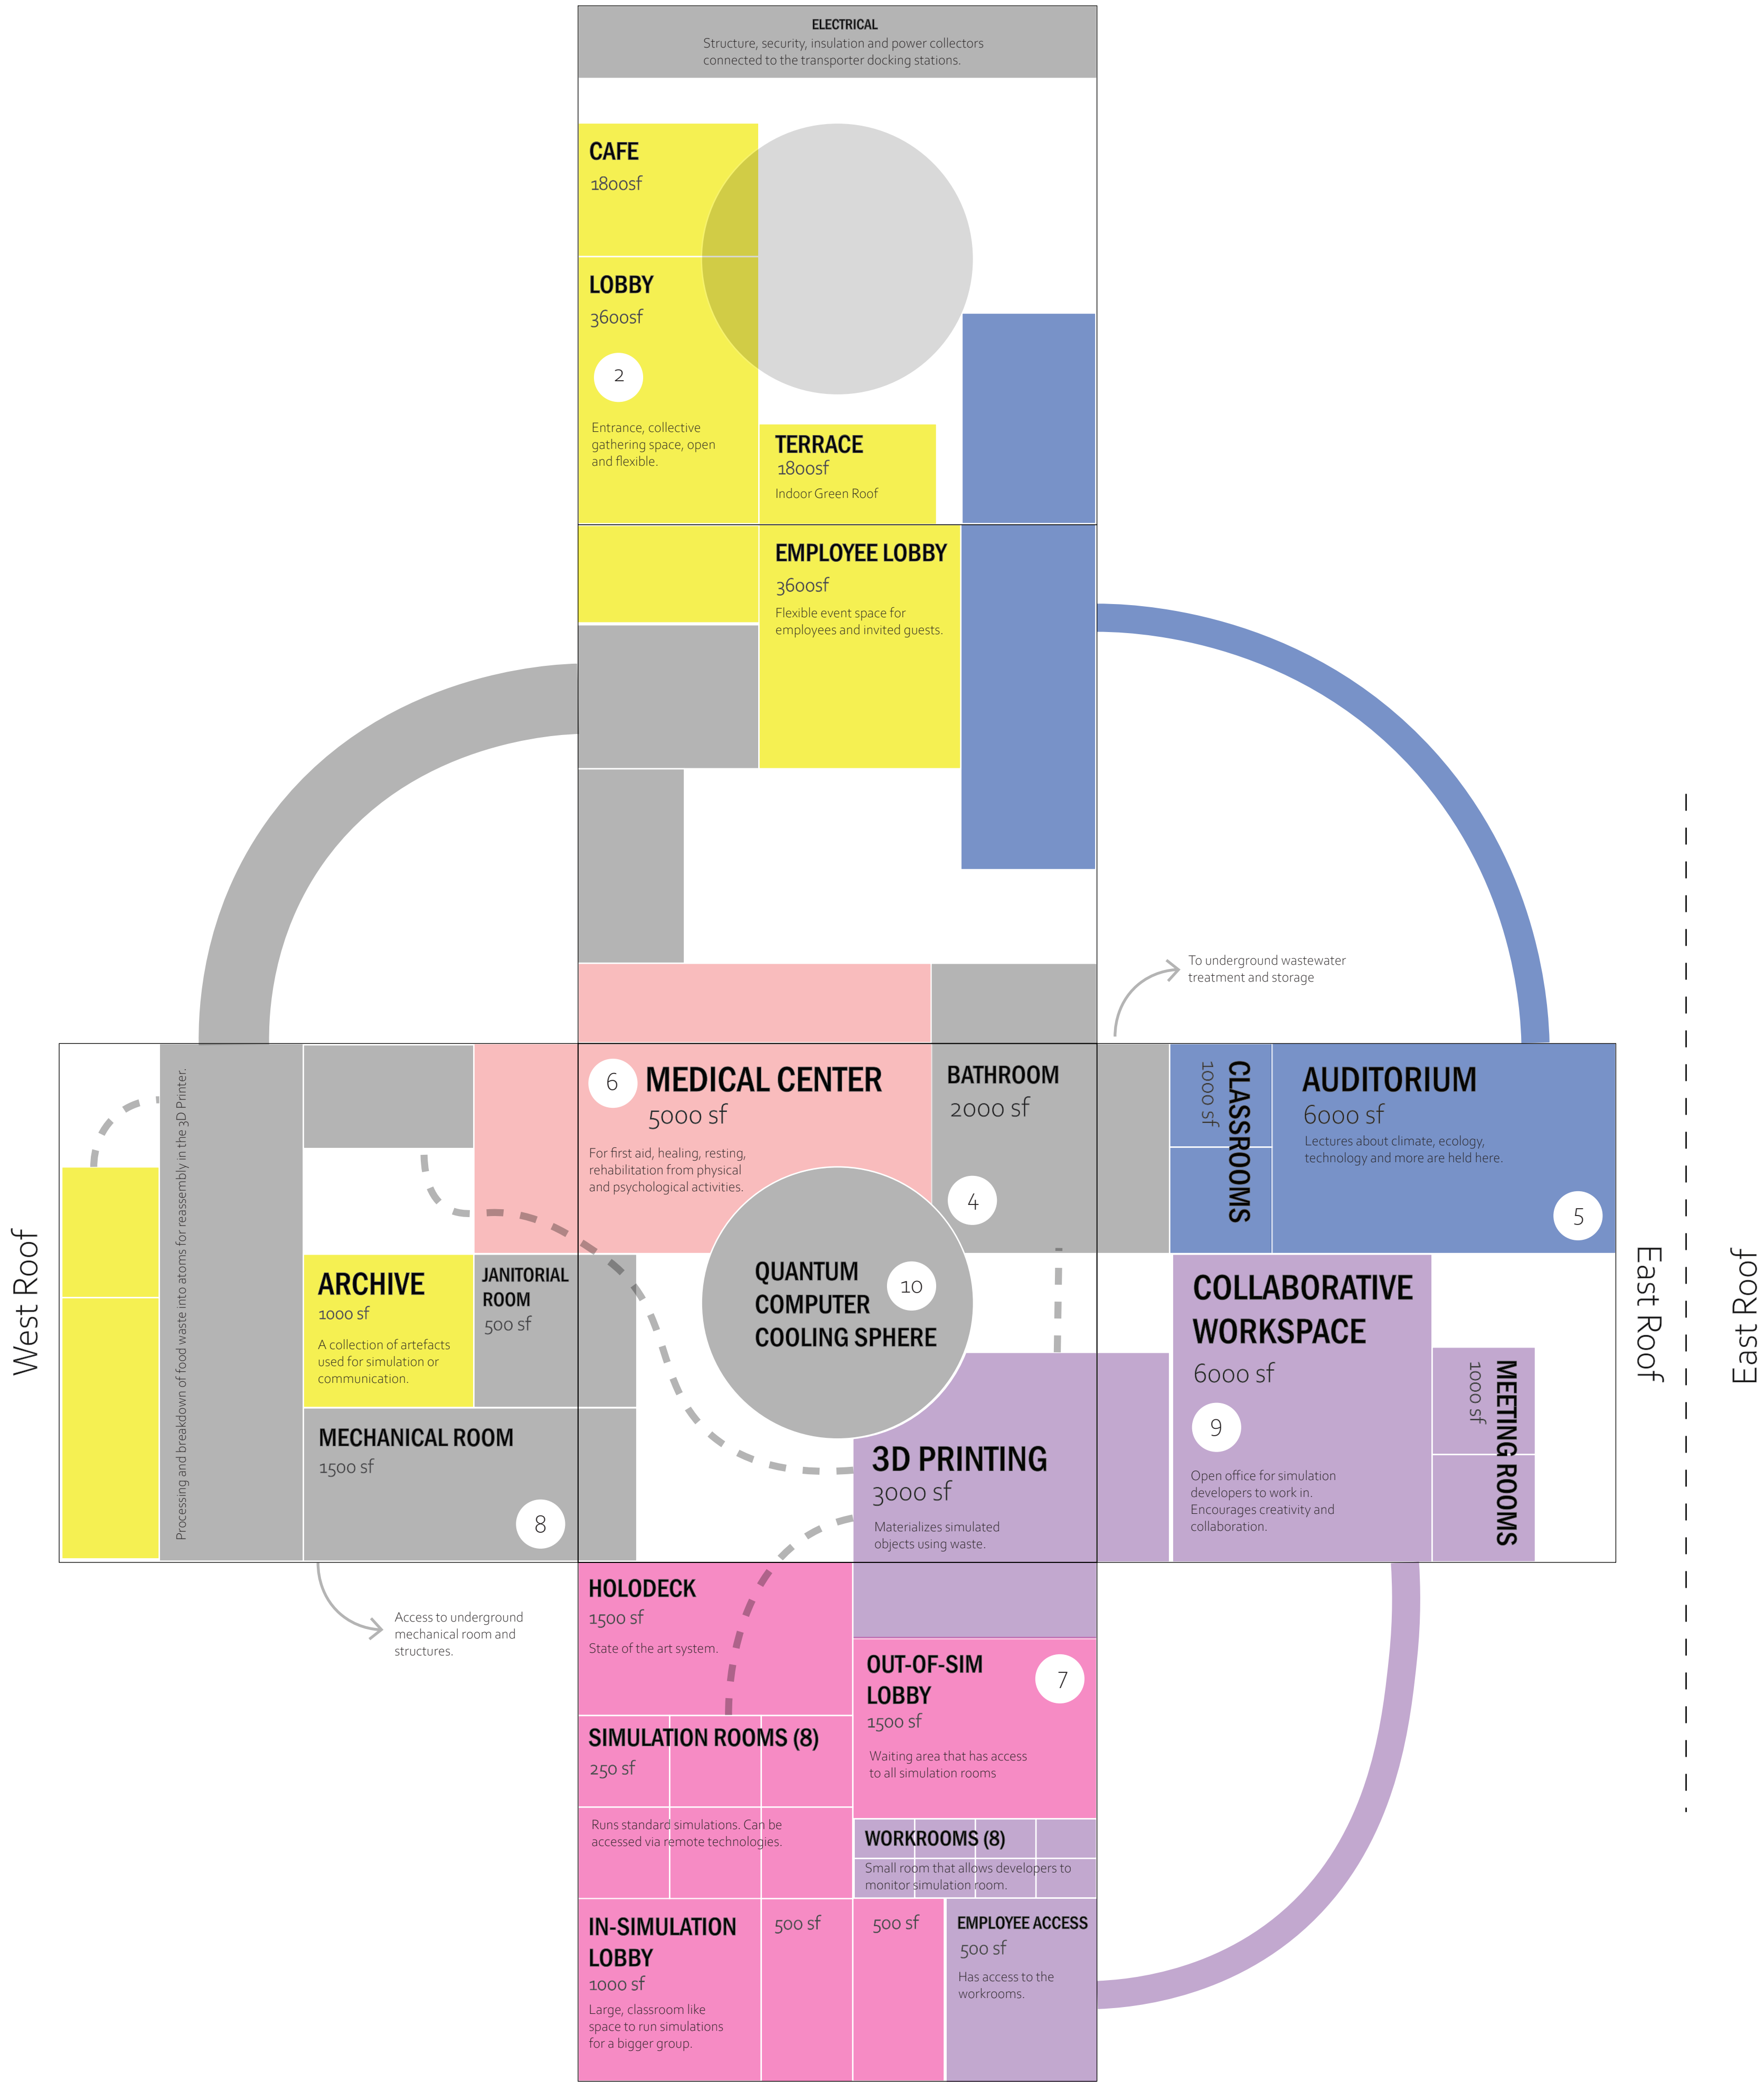 ELECTRICAL
Structure, security, insulation and power collectors
connected to the transporter docking stations.
CAFE
1800sf
LOBBY
3600sf
2
Entrance, collective
gathering space, open
and flexible.
TERRACE
1800sf
Indoor Green Roof
EMPLOYEE LOBBY
3600sf
Flexible event space for
employees and invited guests.
To underground wastewater
treatment and storage
West Roof
Processing and breakdown of food waste into atoms for reassembly in the 3D Printer.
6
MEDICAL CENTER
5000 sf
For first aid, healing, resting,
rehabilitation from physical
and psychological activities.
BATHROOM
2000 sf
4
CLASSROOMS
1000 sf
AUDITORIUM
6000 sf
Lectures about climate, ecology,
technology and more are held here.
5
East Roof
East Roof
ARCHIVE
1000 sf
A collection of artefacts
used for simulation or
communication.
JANITORIAL
ROOM
500 sf
QUANTUM
COMPUTER
COOLING SPHERE
10
COLLABORATIVE
WORKSPACE
6000 sf
9
Open office for simulation
developers to work in.
Encourages creativity and
collaboration.
MEETING ROOMS
1000 sf
MECHANICAL ROOM
1500 sf
8
3D PRINTING
3000 sf
Materializes simulated
objects using waste.
Access to underground
mechanical room and
structures.
HOLODECK
1500 sf
State of the art system.
OUT-OF-SIM
LOBBY
1500 sf
7
Waiting area that has access
to all simulation rooms
SIMULATION ROOMS (8)
250 sf
Runs standard simulations. Can be
accessed via remote technologies.
WORKROOMS (8)
Small room that allows developers to
monitor simulation room.
IN-SIMULATION
LOBBY
1000 sf
Large, classroom like
space to run simulations
for a bigger group.
500 sf
500 sf
EMPLOYEE ACCESS
500 sf
Has access to the
workrooms.